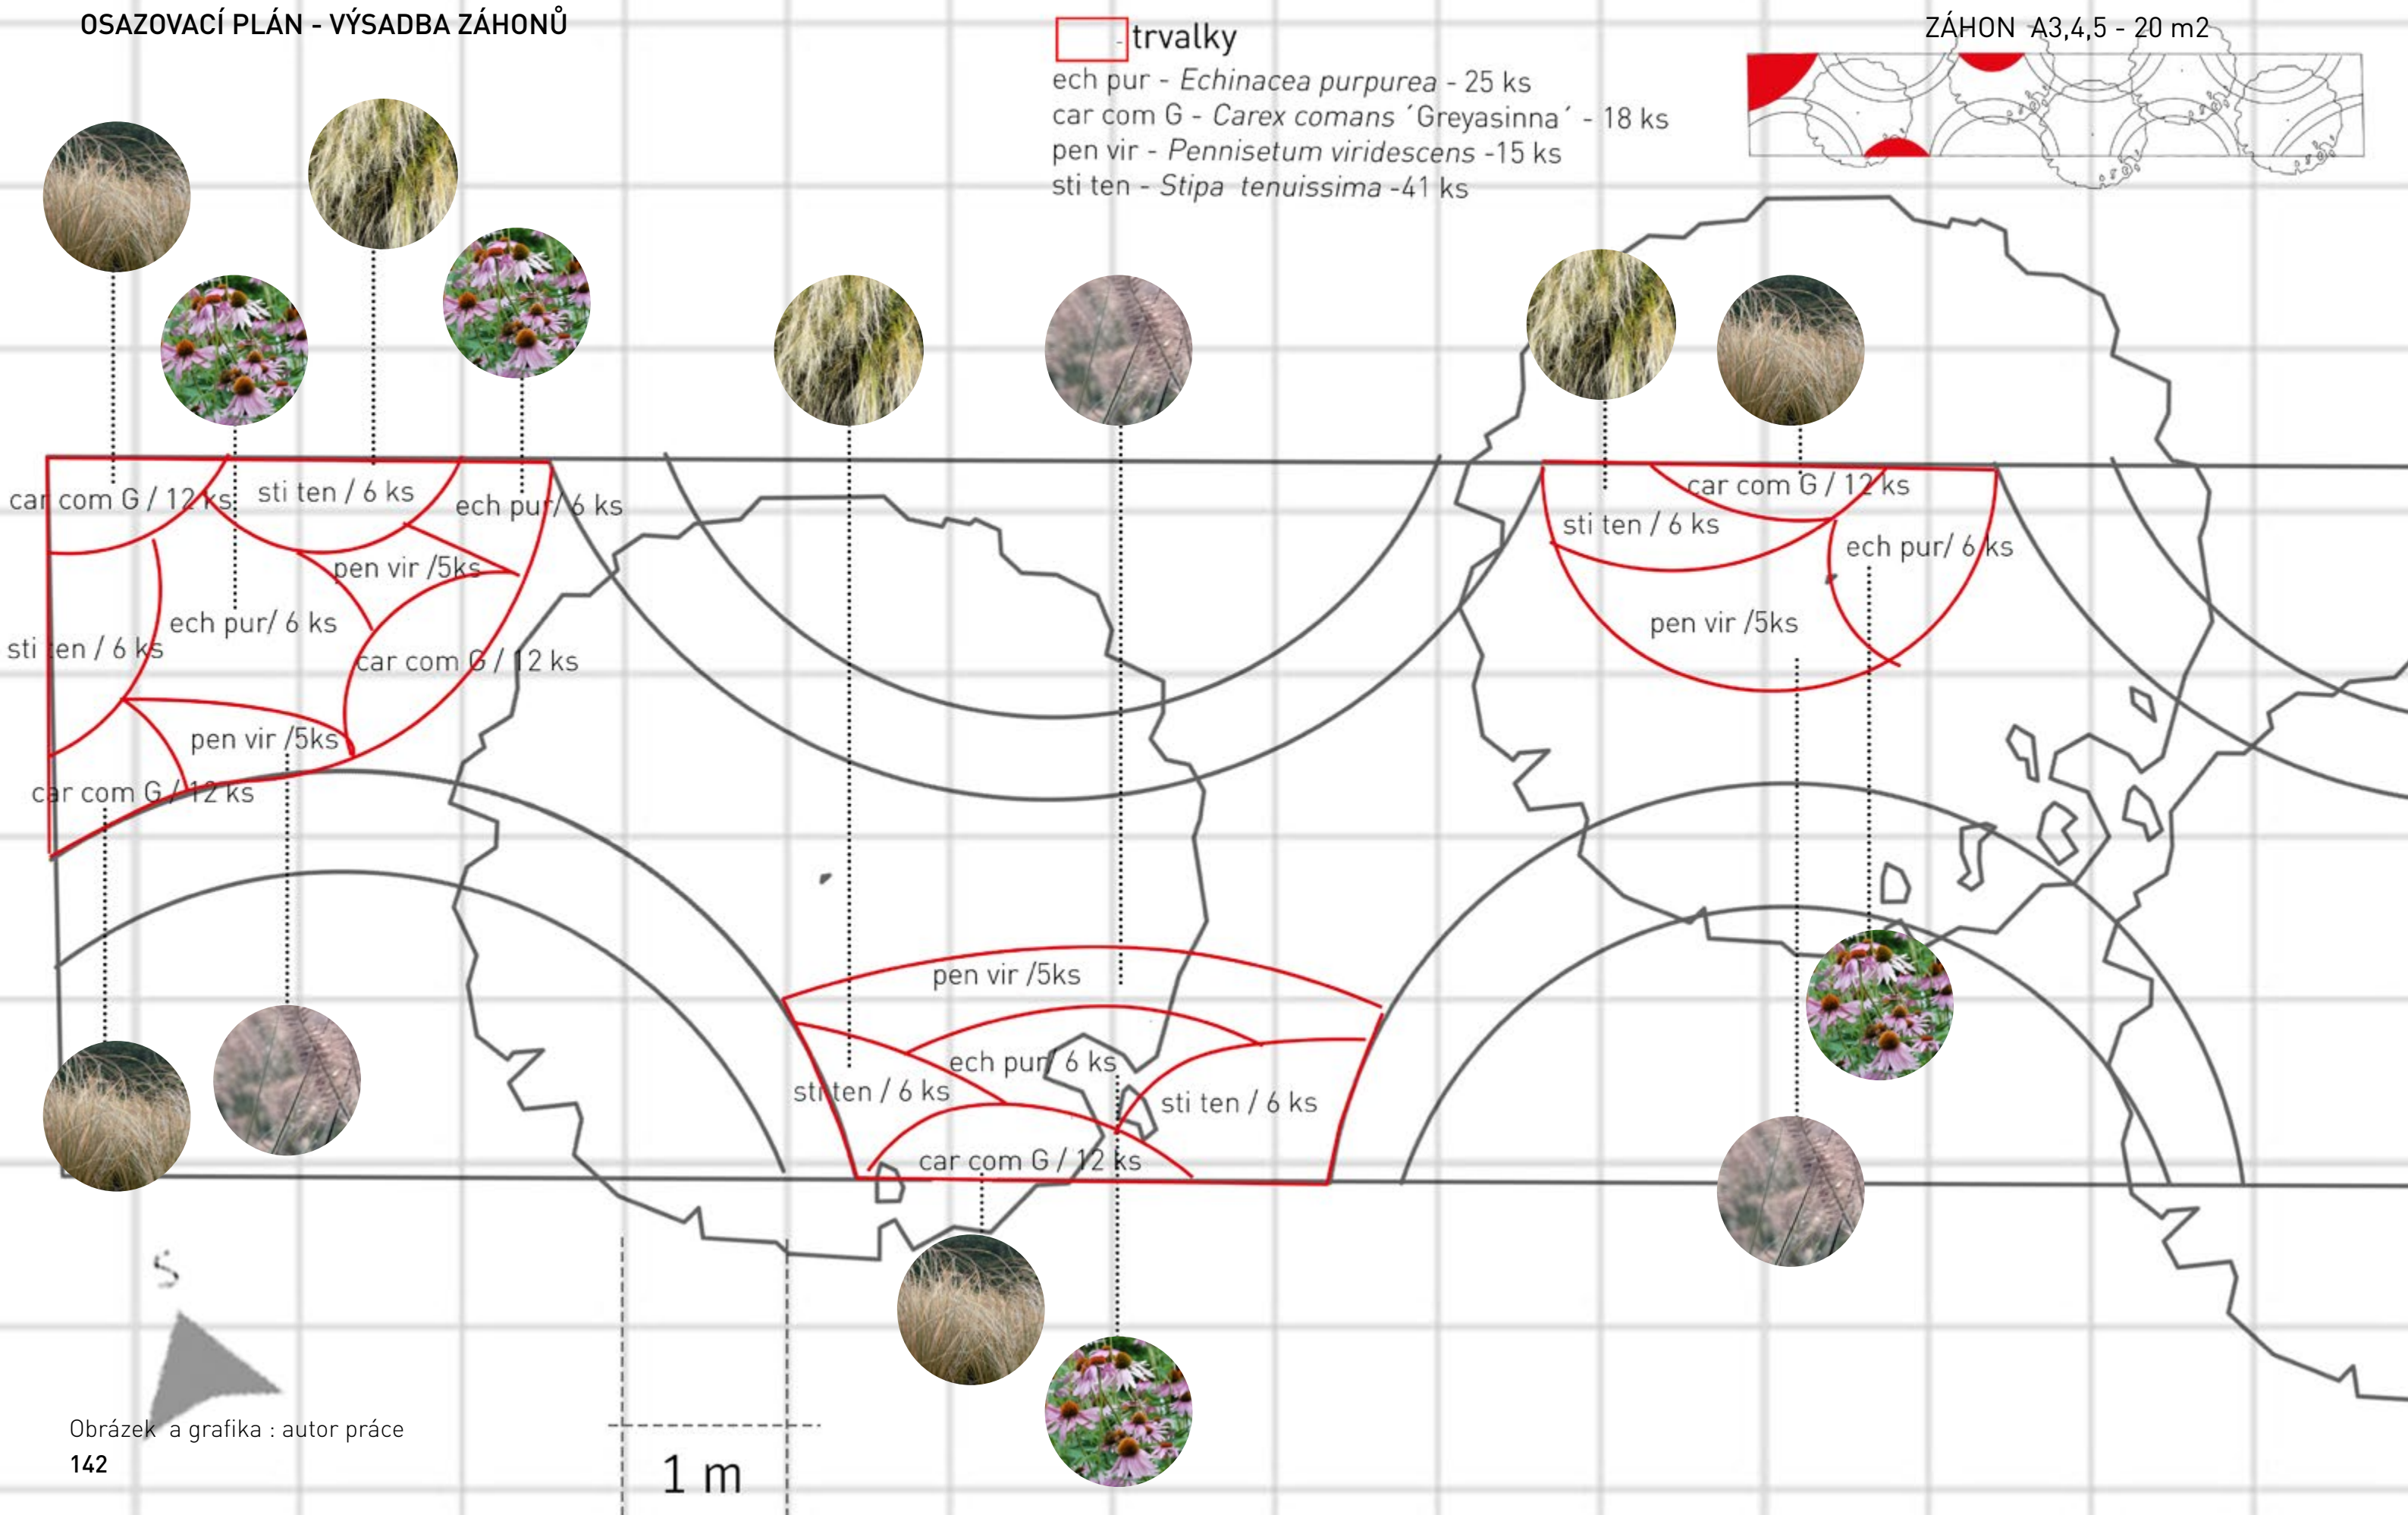 OSAZOVACÍ PLÁN - VÝSADBA ZÁHONŮ
- trvalky
ech pur - Echinacea purpurea - 25 ks
car com G - Carex comans ´Greyasinna´ - 18 ks
pen vir - Pennisetum viridescens -15 ks
sti ten - Stipa tenuissima -41 ks
ZÁHON A3,4,5 - 20 m2
car com G / 12 ks
sti ten / 6 ks
ech pur/ 6 ks
pen vir /5ks
ech pur/ 6 ks
sti ten / 6 ks
car com G / 12 ks
pen vir /5ks
car com G / 12 ks
car com G / 12 ks
sti ten / 6 ks
ech pur/ 6 ks
pen vir /5ks
pen vir /5ks
ech pur/ 6 ks
sti ten / 6 ks
sti ten / 6 ks
car com G / 12 ks
S
1 m
Obrázek a grafika : autor práce
142